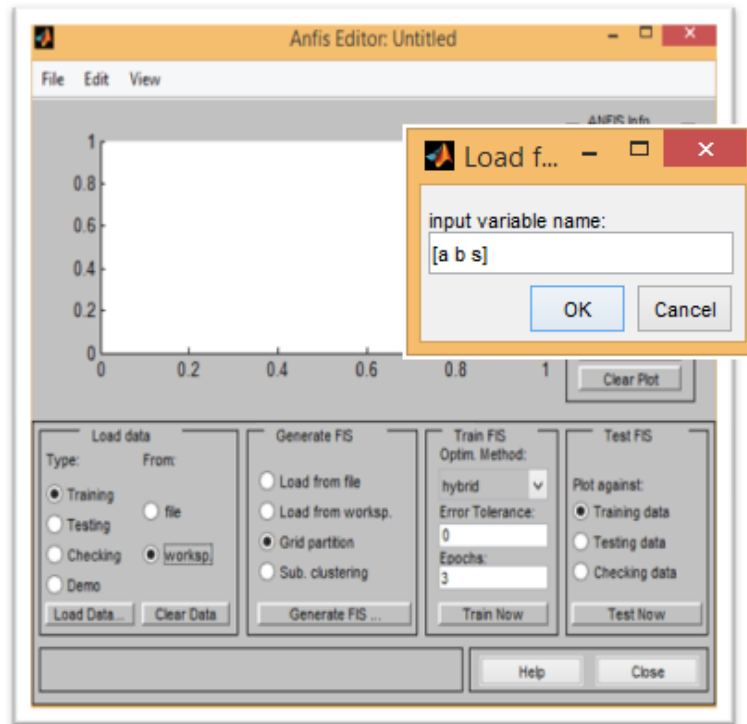 Anfis Editor: Untitled
File Edit View
ANFIS Info
1
0.8
0.6
0.4
0.2
0
0 0.2 0.4 0.6 0.8 1
Load f...
input variable name:
[a b s]
OK Cancel
Clear Plot
Load data
Type: From:
Training
Testing
Checking
Demo
file
worksp.
Load Data... Clear Data
Generate FIS
Load from file
Load from worksp.
Grid partition
Sub. clustering
Generate FIS ...
Train FIS
Optim. Method:
hybrid
Error Tolerance:
0
Epochs:
3
Train Now
Test FIS
Plot against:
Training data
Testing data
Checking data
Test Now
Help Close